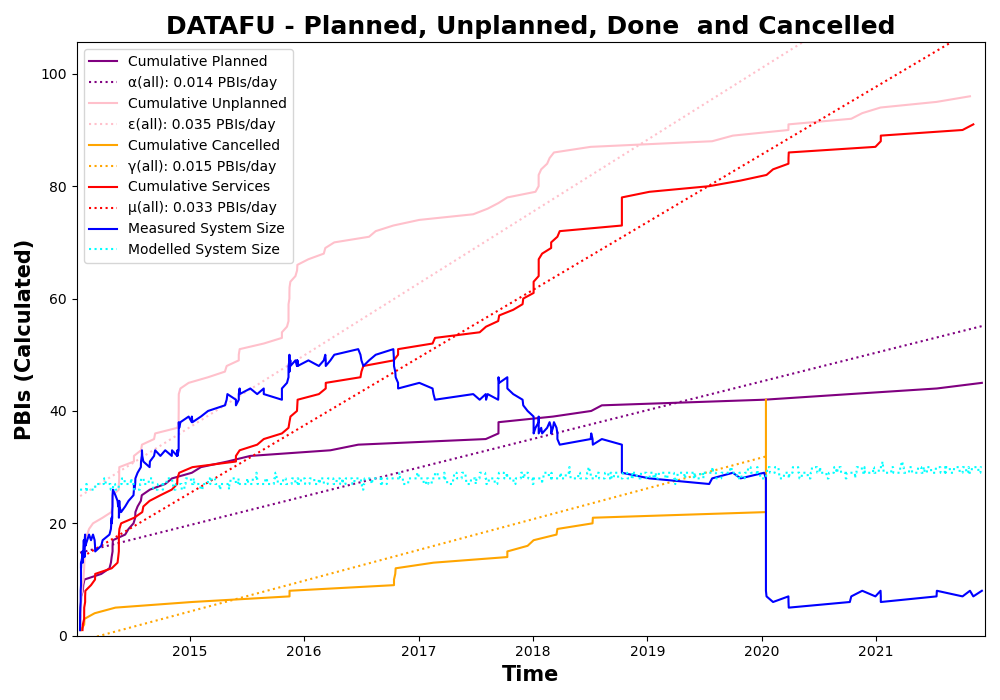 DATAFU - Planned, Unplanned, Done  and Cancelled
PBIs (Calculated)
100
80
60
40
20
0
Cumulative Planned
α(all): 0.014 PBIs/day
Cumulative Unplanned
ε(all): 0.035 PBIs/day
Cumulative Cancelled
γ(all): 0.015 PBIs/day
Cumulative Services
μ(all): 0.033 PBIs/day
Measured System Size
Modelled System Size
2015 2016 2017 2018 2019 2020 2021
Time